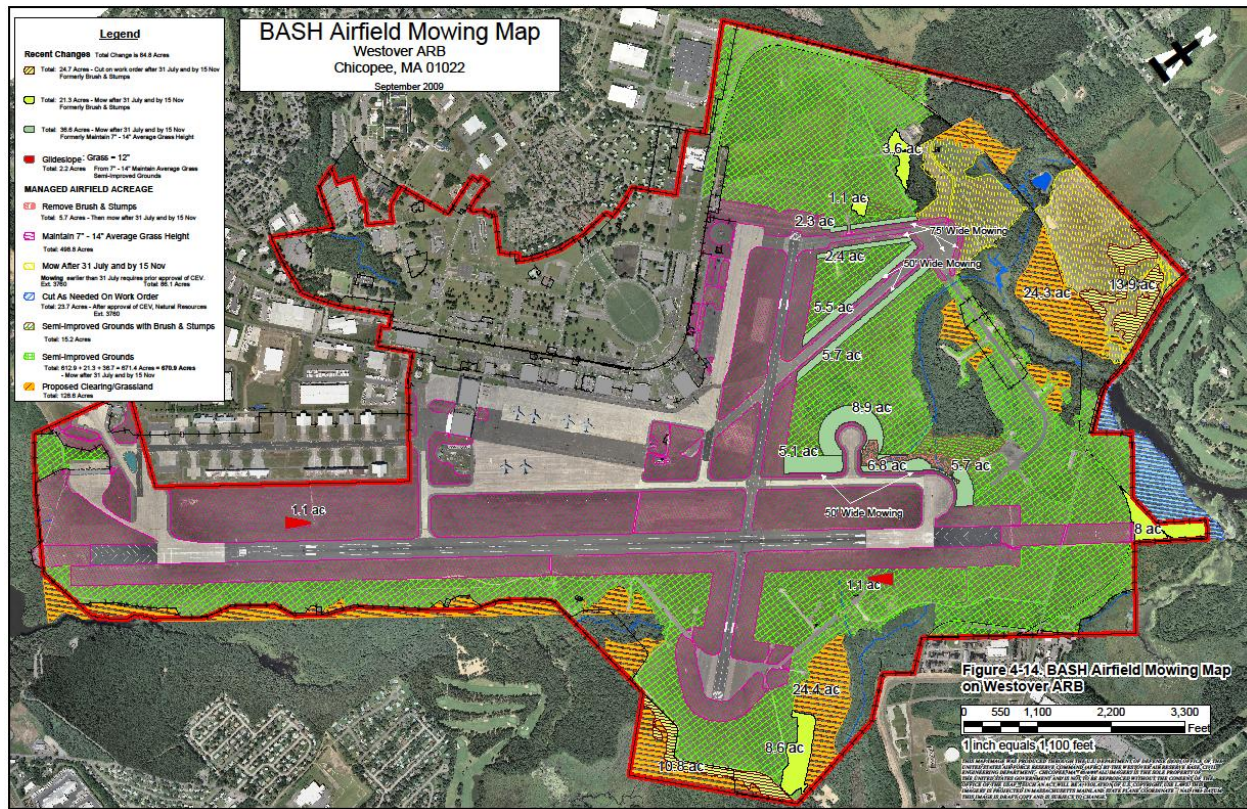 Legend
Recent Changes Total Change is 84.8 Acres
Total: 24.7 Acres - Cut on work order after 31 July and by 15 Nov
Formerly Brush & Stumps
Total: 21.3 Acres - Mow after 31 July and by 15 Nov
Formerly Brush & Stumps
Total: 36.6 Acres - Mow after 31 July and by 15 Nov
Formerly Maintain 7" - 14" Average Grass Height
Glideslope: Grass = 12"
Total: 2.2 Acres From 7" - 14" Maintain Average Grass
Semi-Improved Grounds
MANAGED AIRFIELD ACREAGE
Remove Brush & Stumps
Total: 5.7 Acres - Then mow after 31 July and by 15 Nov
Maintain 7" - 14" Average Grass Height
Total: 498.8 Acres
Mow After 31 July and by 15 Nov
Mowing earlier than 31 July requires prior approval of CEV.
Ext. 3760 Total: 86.1 Acres
Cut As Needed On Work Order
Total: 23.7 Acres - After approval of CEV, Natural Resources
Ext. 3760
Semi-Improved Grounds with Brush & Stumps
Total: 15.2 Acres
Semi-Improved Grounds
Total: 612.9 + 21.3 + 36.7 = 671.4 Acres = 670.9 Acres
- Mow after 31 July and by 15 Nov
Proposed Clearing/Grassland
Total: 128.6 Acres
BASH Airfield Mowing Map
Westover ARB
Chicopee, MA 01022
September 2009
N
3.6 ac
1.1 ac
2.3 ac
75' Wide Mowing
2.4 ac
50' Wide Mowing
13.9 ac
24.3 ac
5.5 ac
5.7 ac
8.9 ac
5.1 ac
6.8 ac
5.7 ac
50' Wide Mowing
1.1 ac
8 ac
1.1 ac
24.4 ac
8.6 ac
10.8 ac
Figure 4-14. BASH Airfield Mowing Map
on Westover ARB
0 550 1,100 2,200 3,300
Feet
1 inch equals 1,100 feet